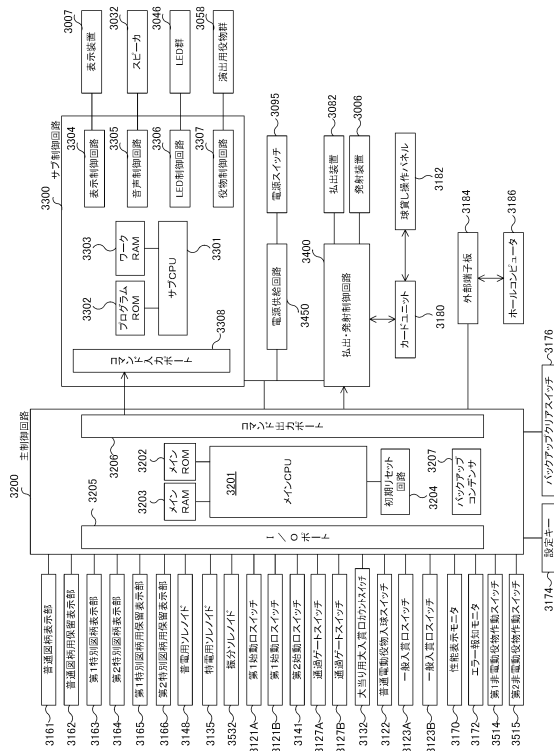 3200
主制御回路
3161
普通図柄表示部
3162
普通図柄用保留表示部
3163
第1特別図柄表示部
3164
第2特別図柄表示部
3165
第1特別図柄用保留表示部
3166
第2特別図柄用保留表示部
3148
普電用ソレノイド
3135
特電用ソレノイド
3532
振分ソレノイド
3121A
第1始動口スイッチ
3121B
第1始動口スイッチ
3141
第2始動口スイッチ
3127A
通過ゲートスイッチ
3127B
通過ゲートスイッチ
3132
大当り用大入賞口カウントスイッチ
3122
普通電動役物入球スイッチ
3123A
一般入賞口スイッチ
3123B
一般入賞口スイッチ
3170
性能表示モニタ
3172
エラー報知モニタ
3514
第1非電動役物作動スイッチ
3515
第2非電動役物作動スイッチ
3205
I/Oポート
3203
メイン
RAM
3202
メイン
ROM
3201
メインCPU
初期リセット
回路
3204
3207
バックアップ
コンデンサ
3206
コマンド出力ポート
3174
設定キー
バックアップクリアスイッチ
3176
3300
サブ制御回路
コマンド入力ポート
3308
3302
プログラム
ROM
3303
ワーク
RAM
サブCPU
3301
3304
表示制御回路
3305
音声制御回路
3306
LED制御回路
3307
役物制御回路
表示装置
3007
スピーカ
3032
LED群
3046
演出用役物群
3058
電源供給回路
3450
電源スイッチ
3095
3400
払出・発射制御回路
払出装置
3082
発射装置
3006
カードユニット
3180
球貸し操作パネル
3182
外部端子板
3184
ホールコンピュータ
3186